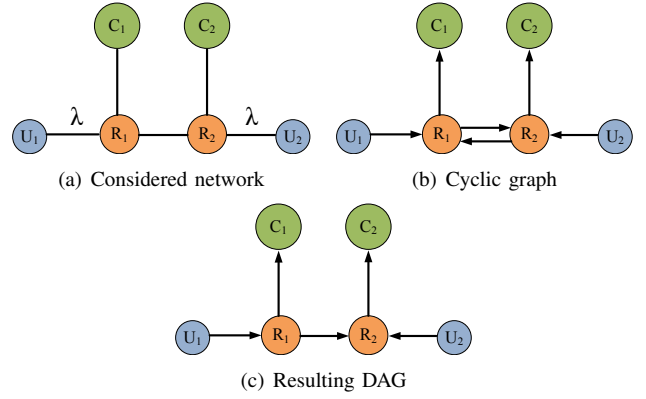 C₁ C₂
λ λ
U₁ R₁ R₂ U₂
(a) Considered network
C₁ C₂
U₁ R₁ R₂ U₂
(b) Cyclic graph
C₁ C₂
U₁ R₁ R₂ U₂
(c) Resulting DAG